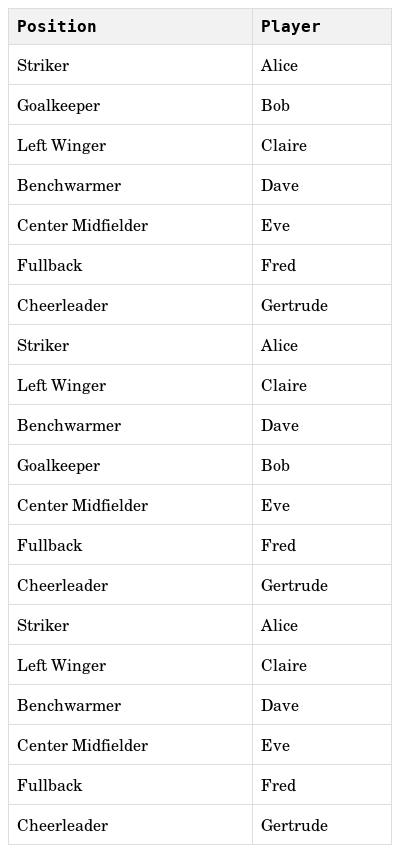 Position Player
Striker Alice
Goalkeeper Bob
Left Winger Claire
Benchwarmer Dave
Center Midfielder Eve
Fullback Fred
Cheerleader Gertrude
Striker Alice
Left Winger Claire
Benchwarmer Dave
Goalkeeper Bob
Center Midfielder Eve
Fullback Fred
Cheerleader Gertrude
Striker Alice
Left Winger Claire
Benchwarmer Dave
Center Midfielder Eve
Fullback Fred
Cheerleader Gertrude